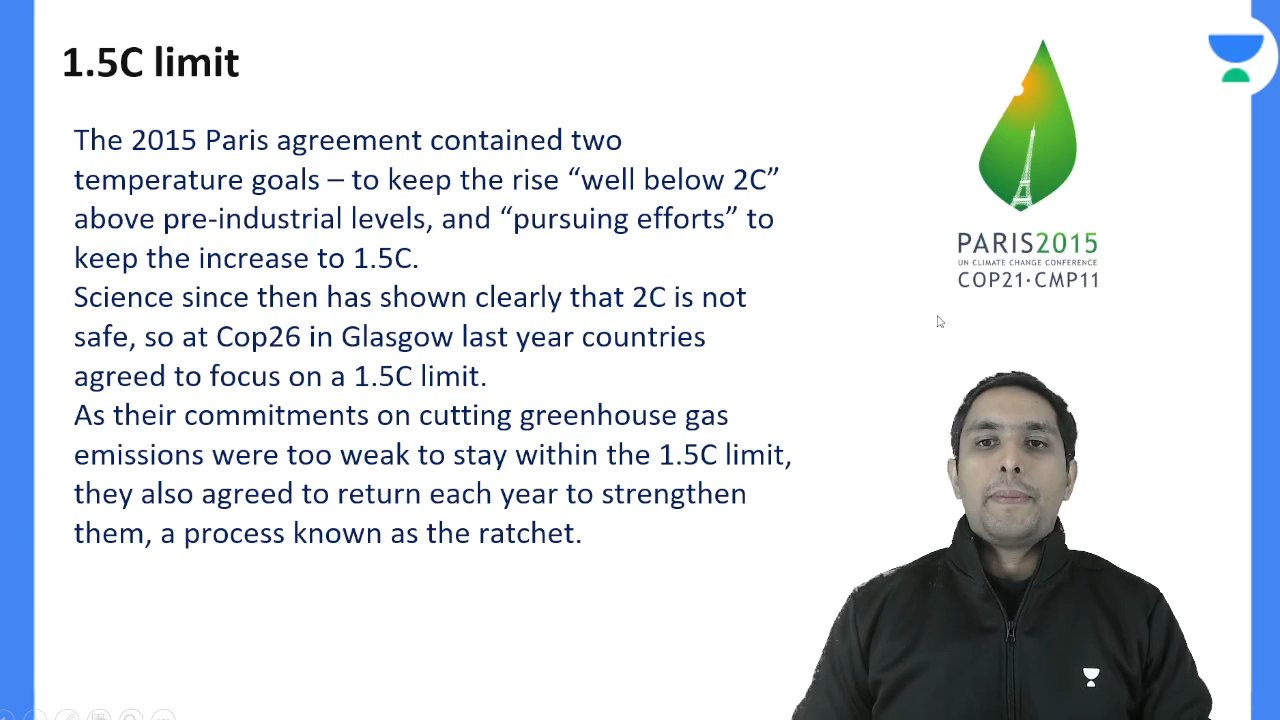 1.5C limit
The 2015 Paris agreement contained two
temperature goals – to keep the rise “well below 2C”
above pre-industrial levels, and “pursuing efforts” to
keep the increase to 1.5C.
Science since then has shown clearly that 2C is not
safe, so at Cop26 in Glasgow last year countries
agreed to focus on a 1.5C limit.
As their commitments on cutting greenhouse gas
emissions were too weak to stay within the 1.5C limit,
they also agreed to return each year to strengthen
them, a process known as the ratchet.
PARIS2015
UN CLIMATE CHANGE CONFERENCE
COP21·CMP11